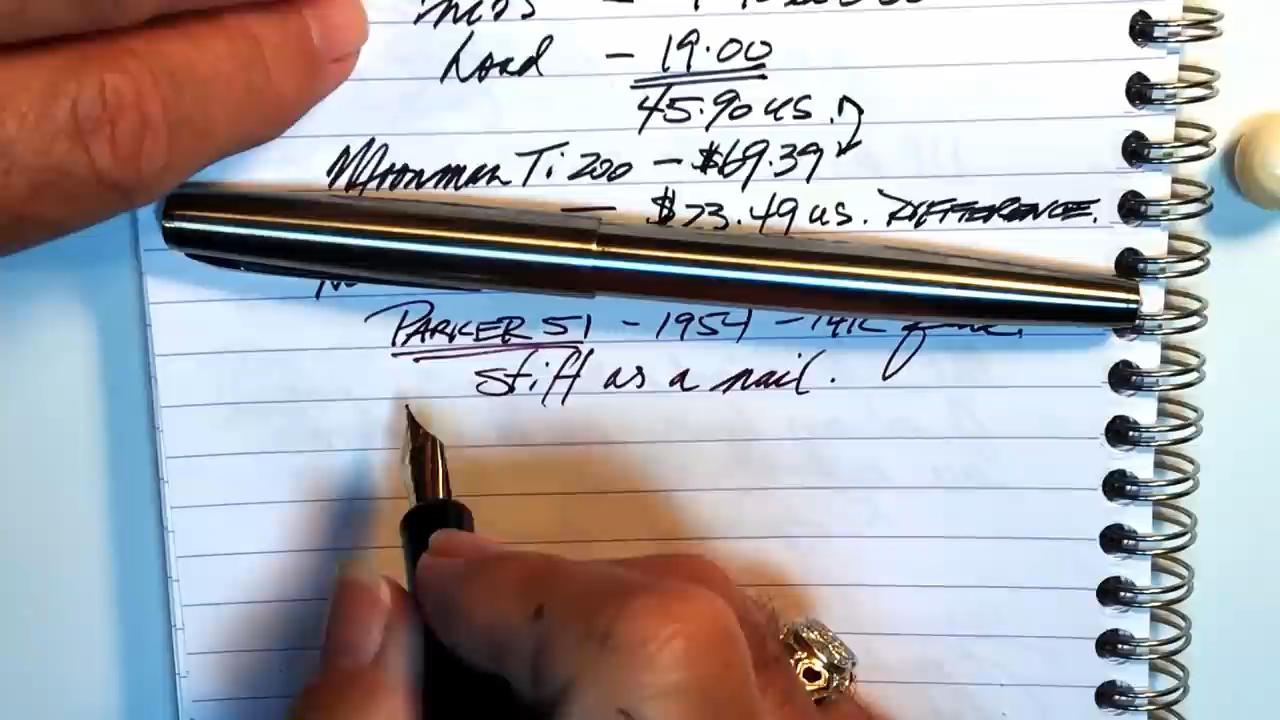 Load - 19.00
45.90 US.
Moonman Ti 200 - $69.39
- $23.49 US. DIFFERENCE.
PARKER 51 - 1954 - 14K
stiff as a nail.